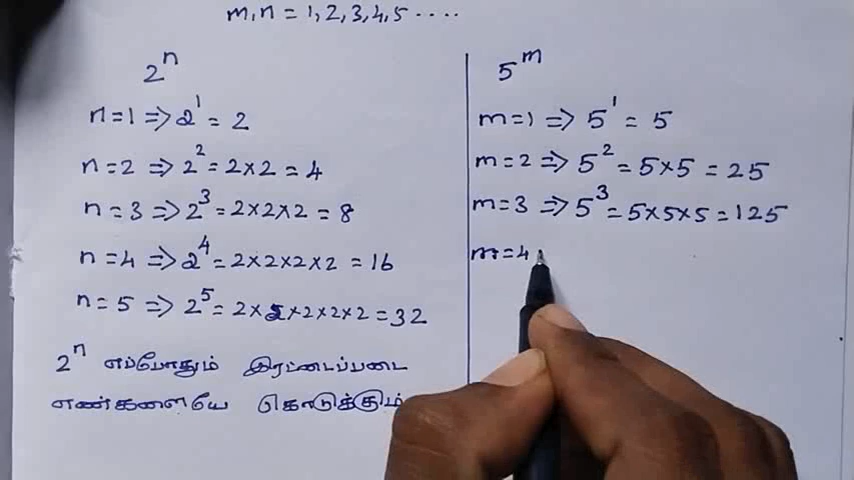 m,n = 1,2,3,4,5 ....
2^n
n=1 => 2^1 = 2
n=2 => 2^2 = 2×2 = 4
n=3 => 2^3 = 2×2×2 = 8
n=4 => 2^4 = 2×2×2×2 = 16
n=5 => 2^5 = 2×2×2×2×2 = 32
2^n எப்போதும் இரட்டைப்படை
எண்களையே கொடுக்கும்
5^m
m=1 => 5^1 = 5
m=2 => 5^2 = 5×5 = 25
m=3 => 5^3 = 5×5×5 = 125
m=4